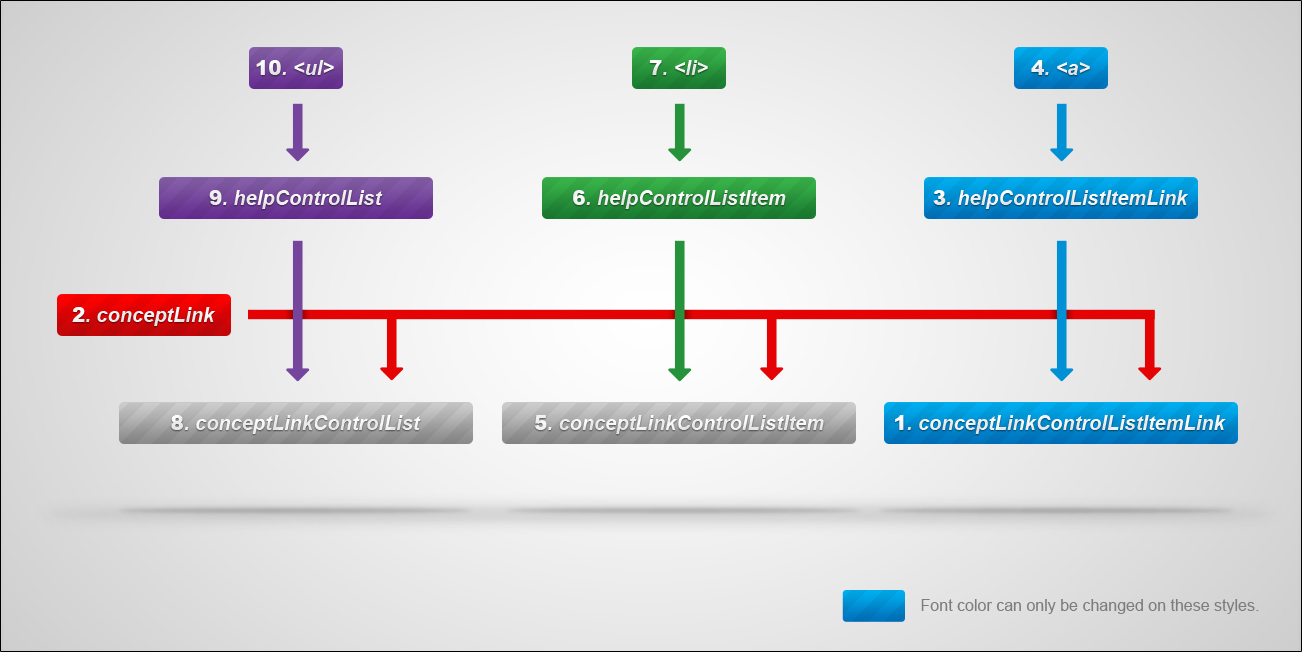 10. <ul>
7. <li>
4. <a>
9. helpControlList
6. helpControlListItem
3. helpControlListItemLink
2. conceptLink
8. conceptLinkControlList
5. conceptLinkControlListItem
1. conceptLinkControlListItemLink
Font color can only be changed on these styles.